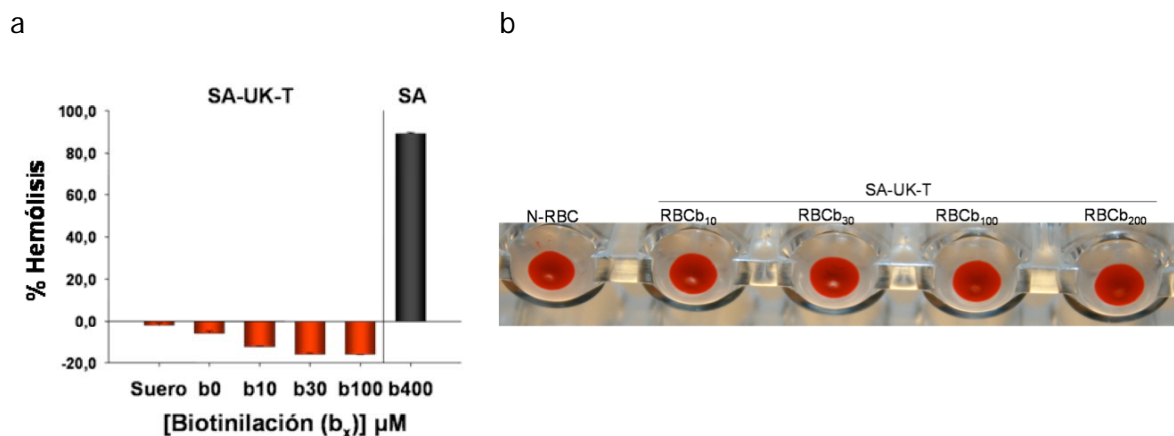 a
b
SA-UK-T SA
100,0
80,0
60,0
40,0
20,0
0,0
-20,0
% Hemólisis
Suero b0 b10 b30 b100 b400
[Biotinilación (bx)] µM
SA-UK-T
N-RBC RBCb10 RBCb30 RBCb100 RBCb200